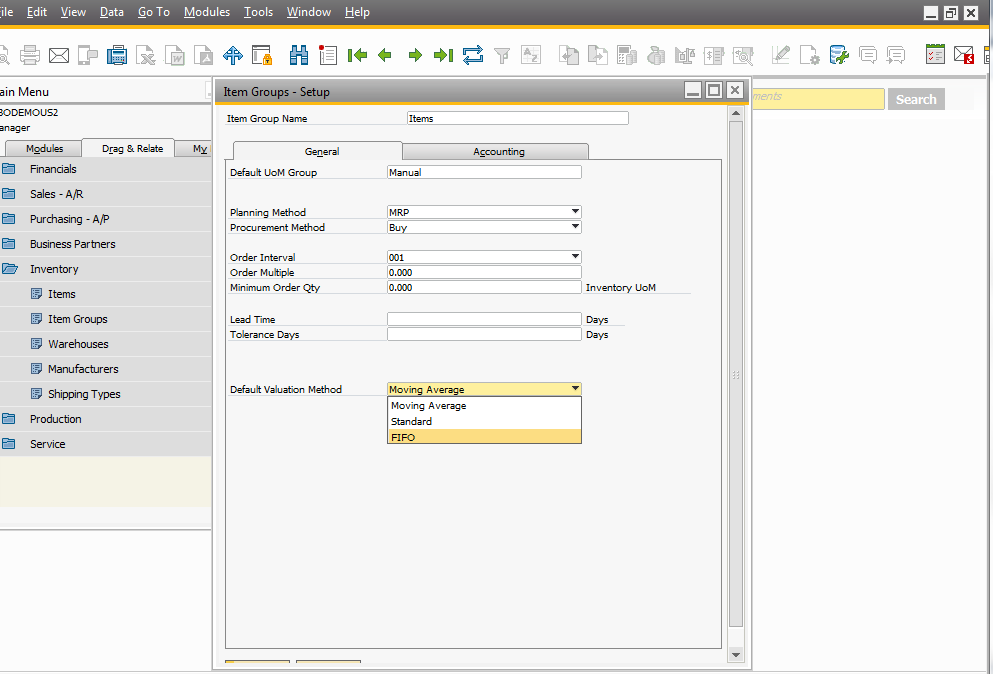 ile Edit View Data Go To Modules Tools Window Help
ain Menu
BODEMOUS2
anager
Modules Drag & Relate My
Financials
Sales - A/R
Purchasing - A/P
Business Partners
Inventory
Items
Item Groups
Warehouses
Manufacturers
Shipping Types
Production
Service
Item Groups - Setup
Item Group Name Items
General Accounting
Default UoM Group Manual
Planning Method MRP
Procurement Method Buy
Order Interval 001
Order Multiple 0.000
Minimum Order Qty 0.000 Inventory UoM
Lead Time Days
Tolerance Days Days
Default Valuation Method Moving Average
Moving Average
Standard
FIFO
ments Search